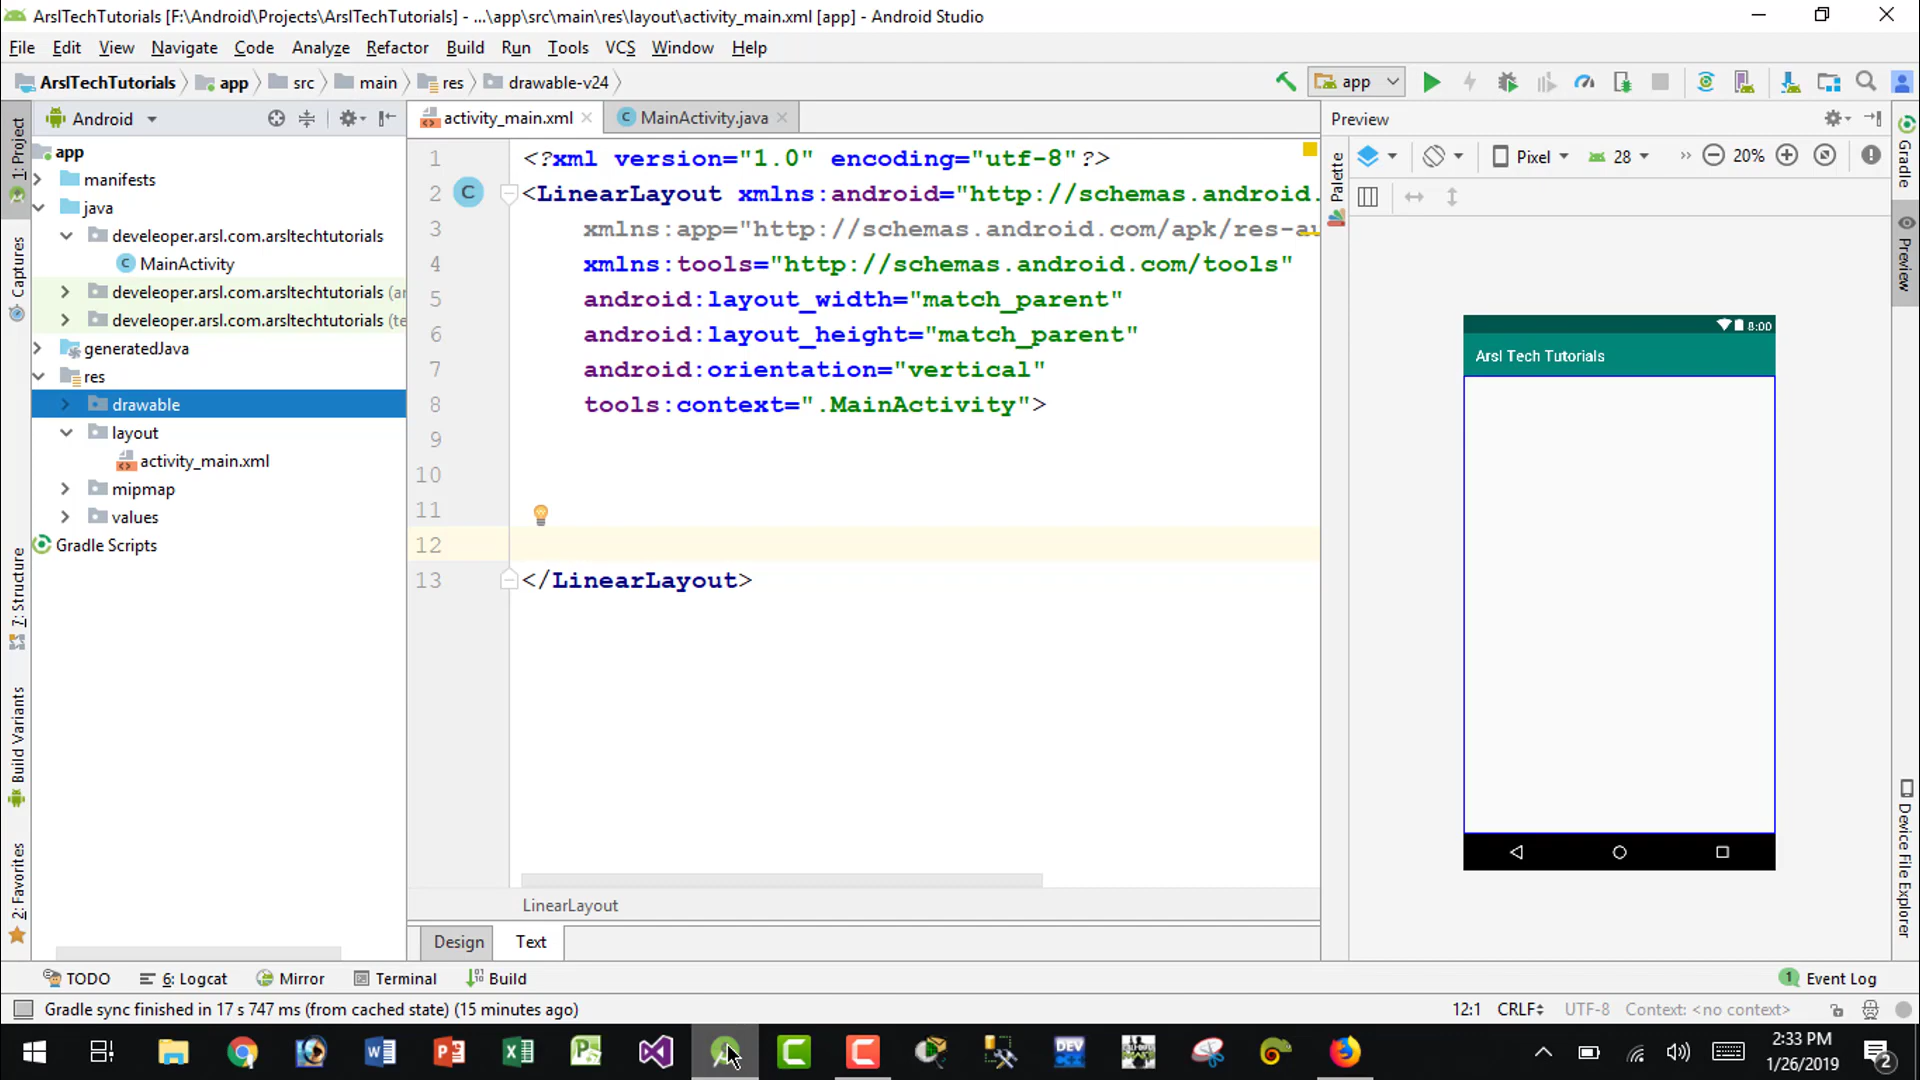 ArslTechTutorials [F:\Android\Projects\ArslTechTutorials] - ...\app\src\main\res\layout\activity_main.xml [app] - Android Studio
File Edit View Navigate Code Analyze Refactor Build Run Tools VCS Window Help
ArslTechTutorials app src main res drawable-v24
app
Android
activity_main.xml
MainActivity.java
Preview
Pixel 28 » 20%
1: Project
Captures
7: Structure
Build Variants
2: Favorites
app
manifests
java
develeoper.arsl.com.arsltechtutorials
MainActivity
develeoper.arsl.com.arsltechtutorials (ar
develeoper.arsl.com.arsltechtutorials (te
generatedJava
res
drawable
layout
activity_main.xml
mipmap
values
Gradle Scripts
1 <?xml version="1.0" encoding="utf-8"?>
2 <LinearLayout xmlns:android="http://schemas.android.
3 xmlns:app="http://schemas.android.com/apk/res-au
4 xmlns:tools="http://schemas.android.com/tools"
5 android:layout_width="match_parent"
6 android:layout_height="match_parent"
7 android:orientation="vertical"
8 tools:context=".MainActivity">
9
10
11
12
13 </LinearLayout>
LinearLayout
Design Text
Palette
8:00
Arsl Tech Tutorials
Gradle
Preview
Device File Explorer
TODO 6: Logcat Mirror Terminal Build
1 Event Log
Gradle sync finished in 17 s 747 ms (from cached state) (15 minutes ago)
12:1 CRLF UTF-8 Context: <no context>
DEV
2:33 PM
1/26/2019
2